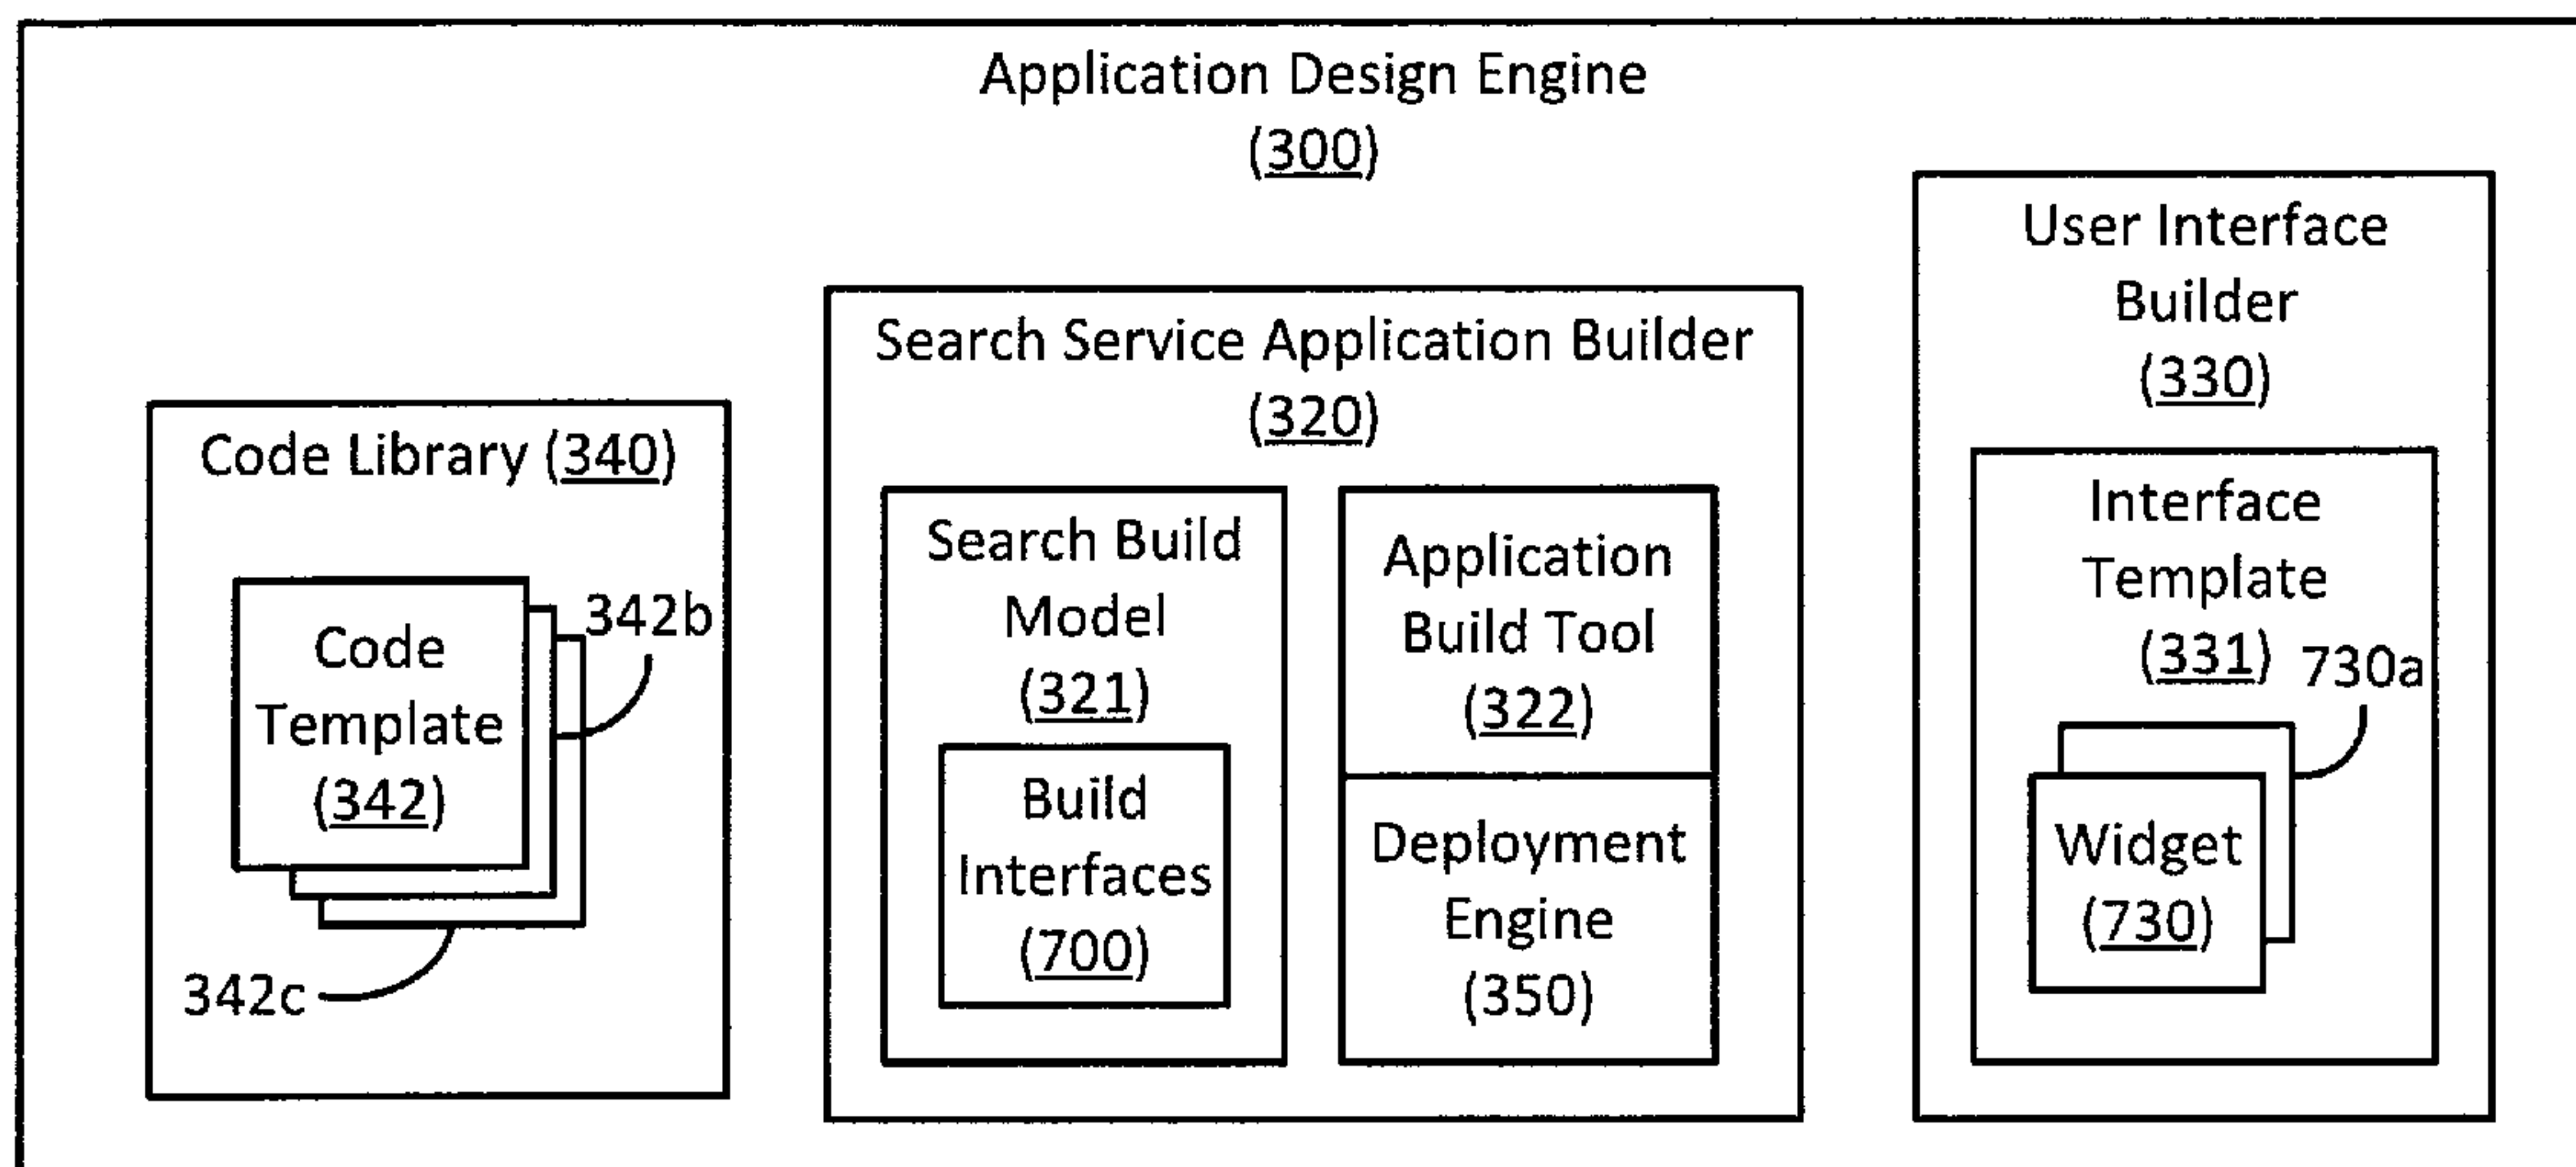 Application Design Engine
(300)
Code Library (340)
Code
Template
(342)
342b
342c
Search Service Application Builder
(320)
Search Build
Model
(321)
Build
Interfaces
(700)
Application
Build Tool
(322)
Deployment
Engine
(350)
User Interface
Builder
(330)
Interface
Template
(331)
730a
Widget
(730)